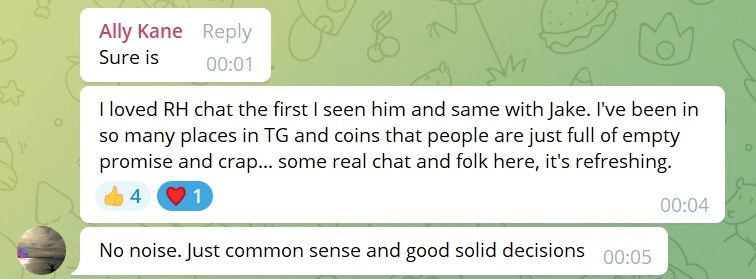 Ally Kane Reply
Sure is
00:01
I loved RH chat the first I seen him and same with Jake. I've been in
so many places in TG and coins that people are just full of empty
promise and crap... some real chat and folk here, it's refreshing.
4 1
00:04
No noise. Just common sense and good solid decisions 00:05